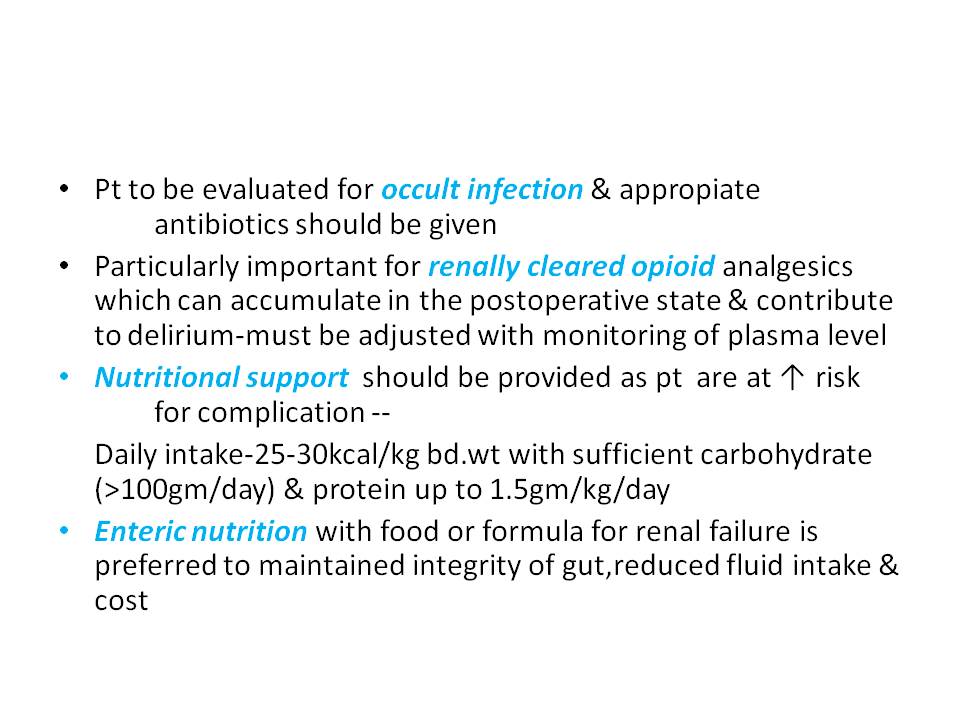 • Pt to be evaluated for occult infection & appropiate
antibiotics should be given
• Particularly important for renally cleared opioid analgesics
which can accumulate in the postoperative state & contribute
to delirium-must be adjusted with monitoring of plasma level
• Nutritional support should be provided as pt are at ↑ risk
for complication --
Daily intake-25-30kcal/kg bd.wt with sufficient carbohydrate
(>100gm/day) & protein up to 1.5gm/kg/day
• Enteric nutrition with food or formula for renal failure is
preferred to maintained integrity of gut,reduced fluid intake &
cost